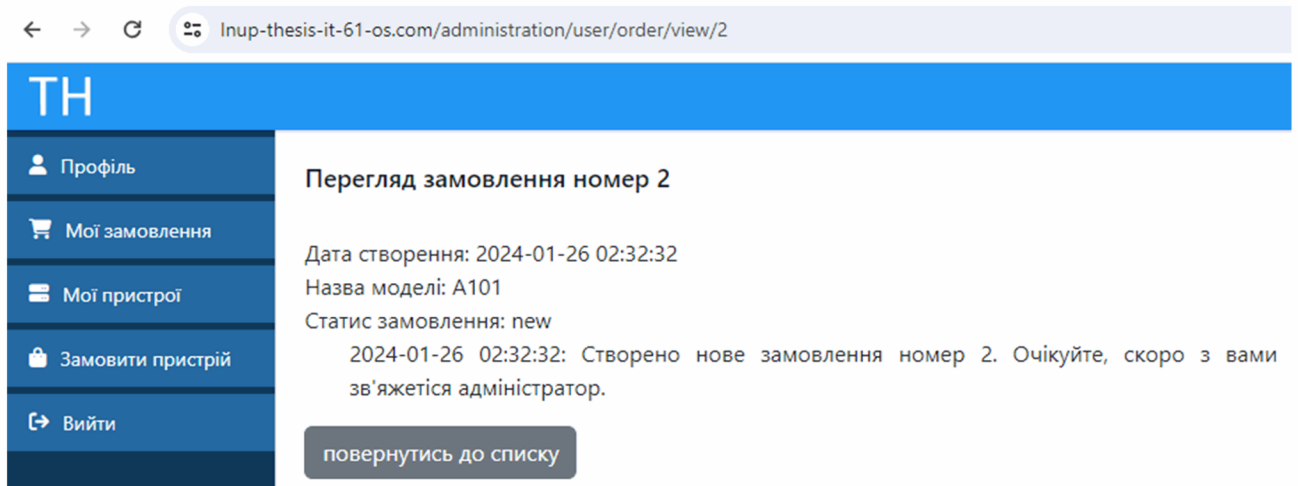 lnup-thesis-it-61-os.com/administration/user/order/view/2
TH
Профіль
Мої замовлення
Мої пристрої
Замовити пристрій
Вийти
Перегляд замовлення номер 2
Дата створення: 2024-01-26 02:32:32
Назва моделі: A101
Статис замовлення: new
2024-01-26 02:32:32: Створено нове замовлення номер 2. Очікуйте, скоро з вами
зв'яжетіся адміністратор.
повернутись до списку